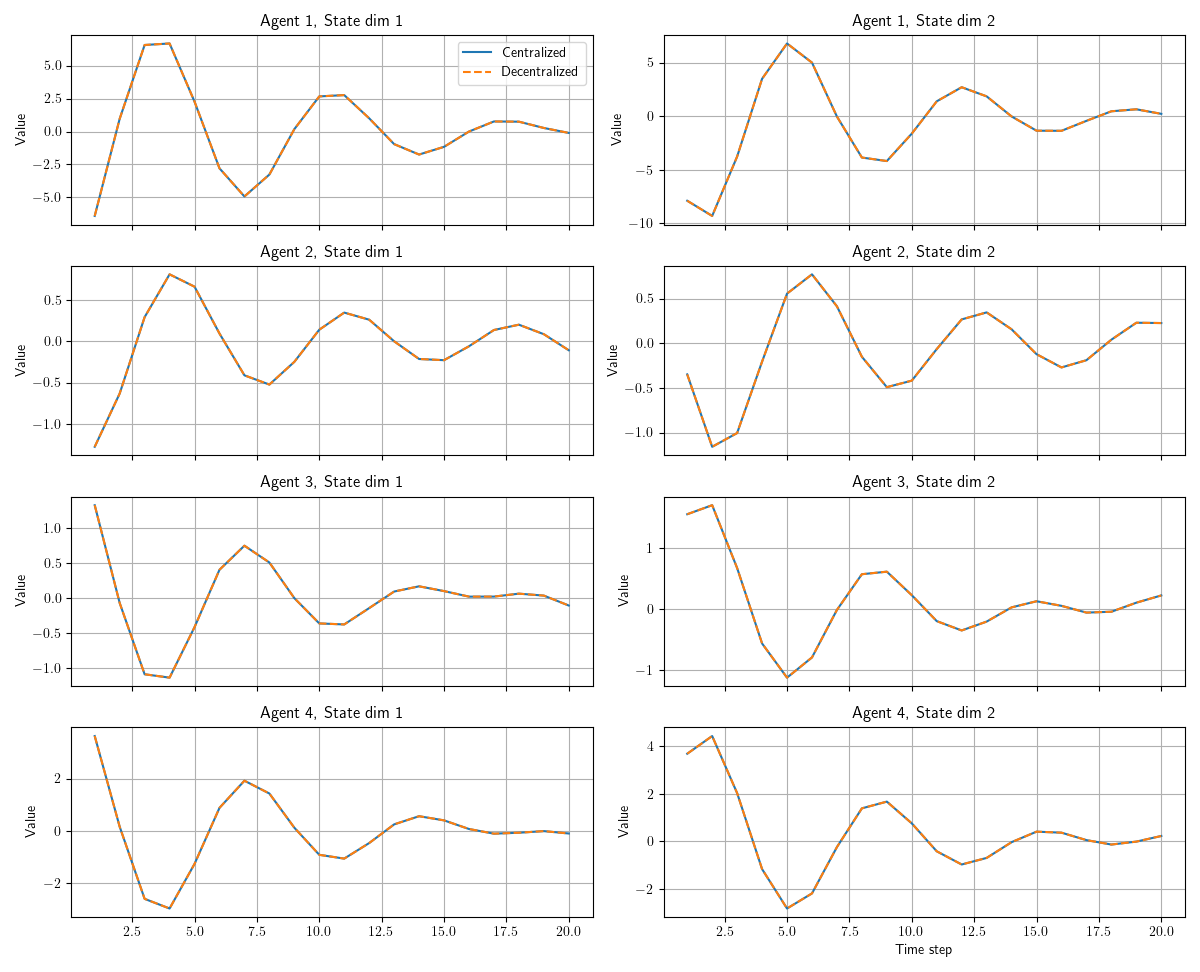 Agent 1, State dim 1
Value
5.0
2.5
0.0
−2.5
−5.0
Centralized
Decentralized
Agent 1, State dim 2
Value
5
0
−5
−10
Agent 2, State dim 1
Value
0.5
0.0
−0.5
−1.0
Agent 2, State dim 2
Value
0.5
0.0
−0.5
−1.0
Agent 3, State dim 1
Value
1.0
0.5
0.0
−0.5
−1.0
Agent 3, State dim 2
Value
1
0
−1
Agent 4, State dim 1
Value
2
0
−2
2.5 5.0 7.5 10.0 12.5 15.0 17.5 20.0
Agent 4, State dim 2
Value
4
2
0
−2
2.5 5.0 7.5 10.0 12.5 15.0 17.5 20.0
Time step